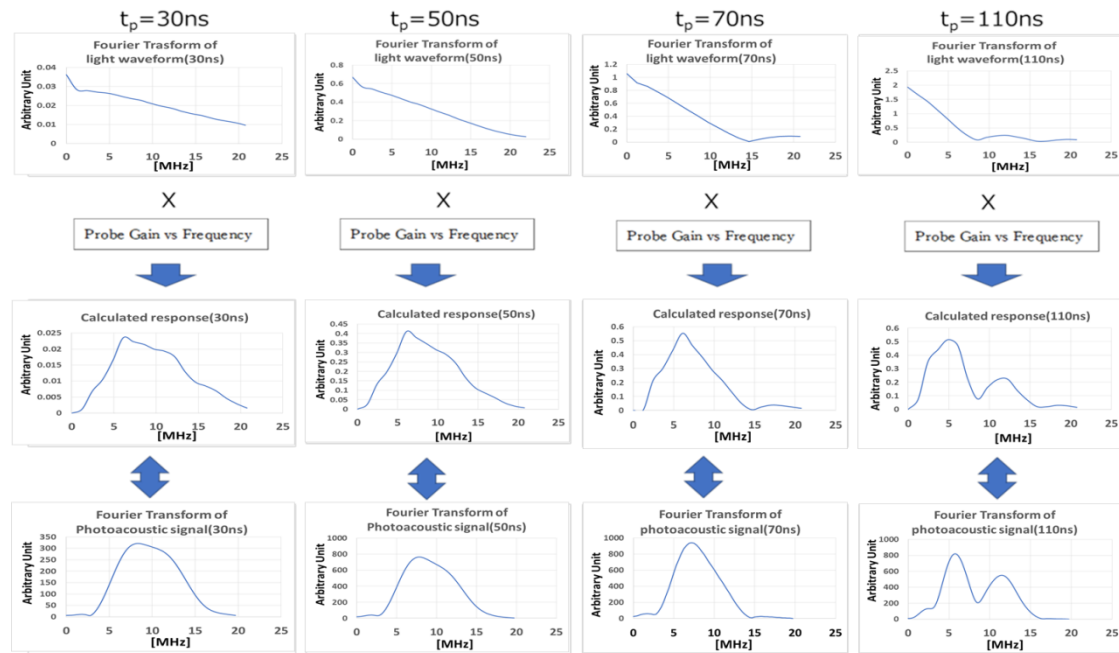 tp=30ns
tp=50ns
tp=70ns
tp=110ns
Fourier Trasform of
light waveform(30ns)
Arbitrary Unit
0.04
0.03
0.02
0.01
0
0 5 10 15 20 25
[MHz]
Fourier Transform of
light waveform(50ns)
Arbitrary Unit
0.8
0.6
0.4
0.2
0
0 5 10 15 20 25
[MHz]
Fourier Transform of
light waveform(70ns)
Arbitrary Unit
1.2
1
0.8
0.6
0.4
0.2
0
0 5 10 15 20 25
[MHz]
Fourier Transform of
light waveform(110ns)
Arbitrary Unit
2.5
2
1.5
1
0.5
0
0 5 10 15 20 25
[MHz]
X
X
X
X
Probe Gain vs Frequency
Probe Gain vs Frequency
Probe Gain vs Frequency
Probe Gain vs Frequency
Calculated response(30ns)
Arbitrary Unit
0.025
0.02
0.015
0.01
0.005
0
0 5 10 15 20 25
[MHz]
Calculated response(50ns)
Arbitrary Unit
0.45
0.4
0.35
0.3
0.25
0.2
0.15
0.1
0.05
0
0 5 10 15 20 25
[MHz]
Calculated response(70ns)
Arbitrary Unit
0.6
0.5
0.4
0.3
0.2
0.1
0
0 5 10 15 20 25
[MHz]
Calculated response(110ns)
Arbitrary Unit
0.6
0.5
0.4
0.3
0.2
0.1
0
0 5 10 15 20 25
[MHz]
Fourier Transform of
Photoacoustic signal(30ns)
Arbitrary Unit
350
300
250
200
150
100
50
0
0 5 10 15 20 25
[MHz]
Fourier Transform of
Photoacoustic signal(50ns)
Arbitrary Unit
1000
800
600
400
200
0
0 5 10 15 20 25
[MHz]
Fourier Transform of
photoacoustic signal(70ns)
Arbitrary Unit
1000
800
600
400
200
0
0 5 10 15 20 25
[MHz]
Fourier Transform of
photoacoustic signal(110ns)
Arbitrary Unit
1000
800
600
400
200
0
0 5 10 15 20 25
[MHz]